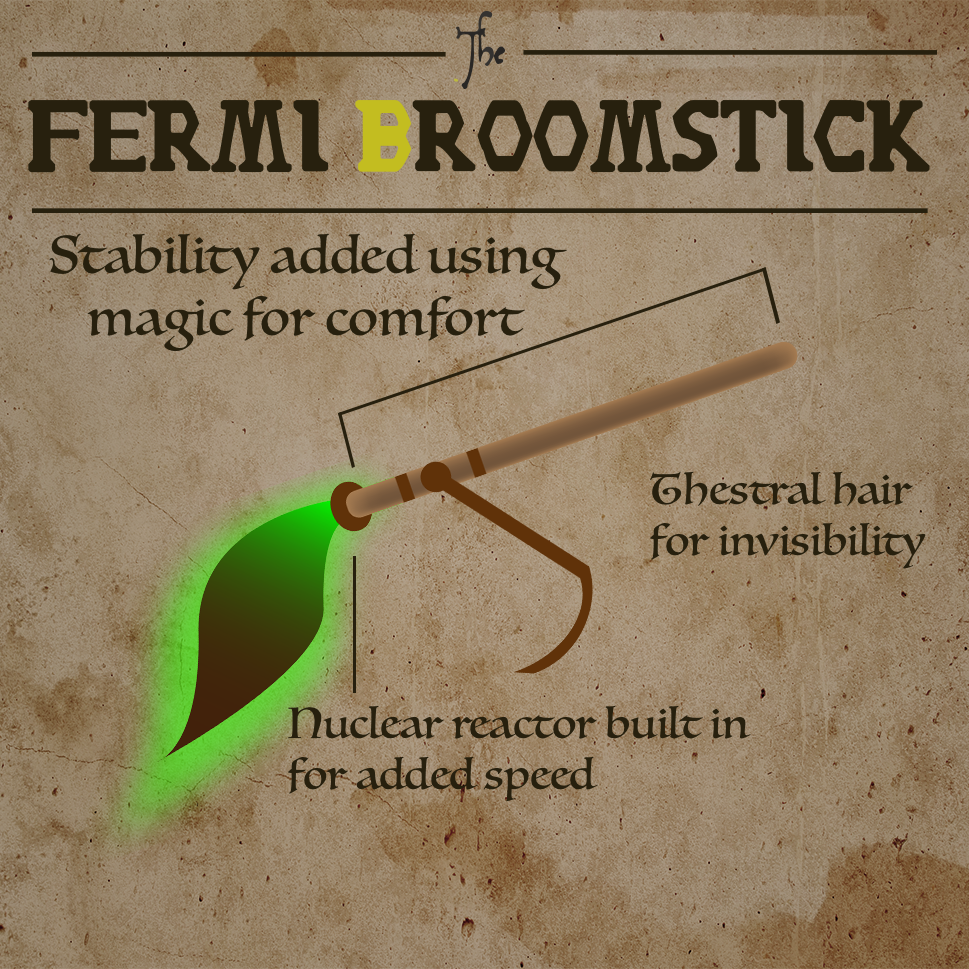 The
FERMI BROOMSTICK
Stability added using
magic for comfort
Thestral hair
for invisibility
Nuclear reactor built in
for added speed